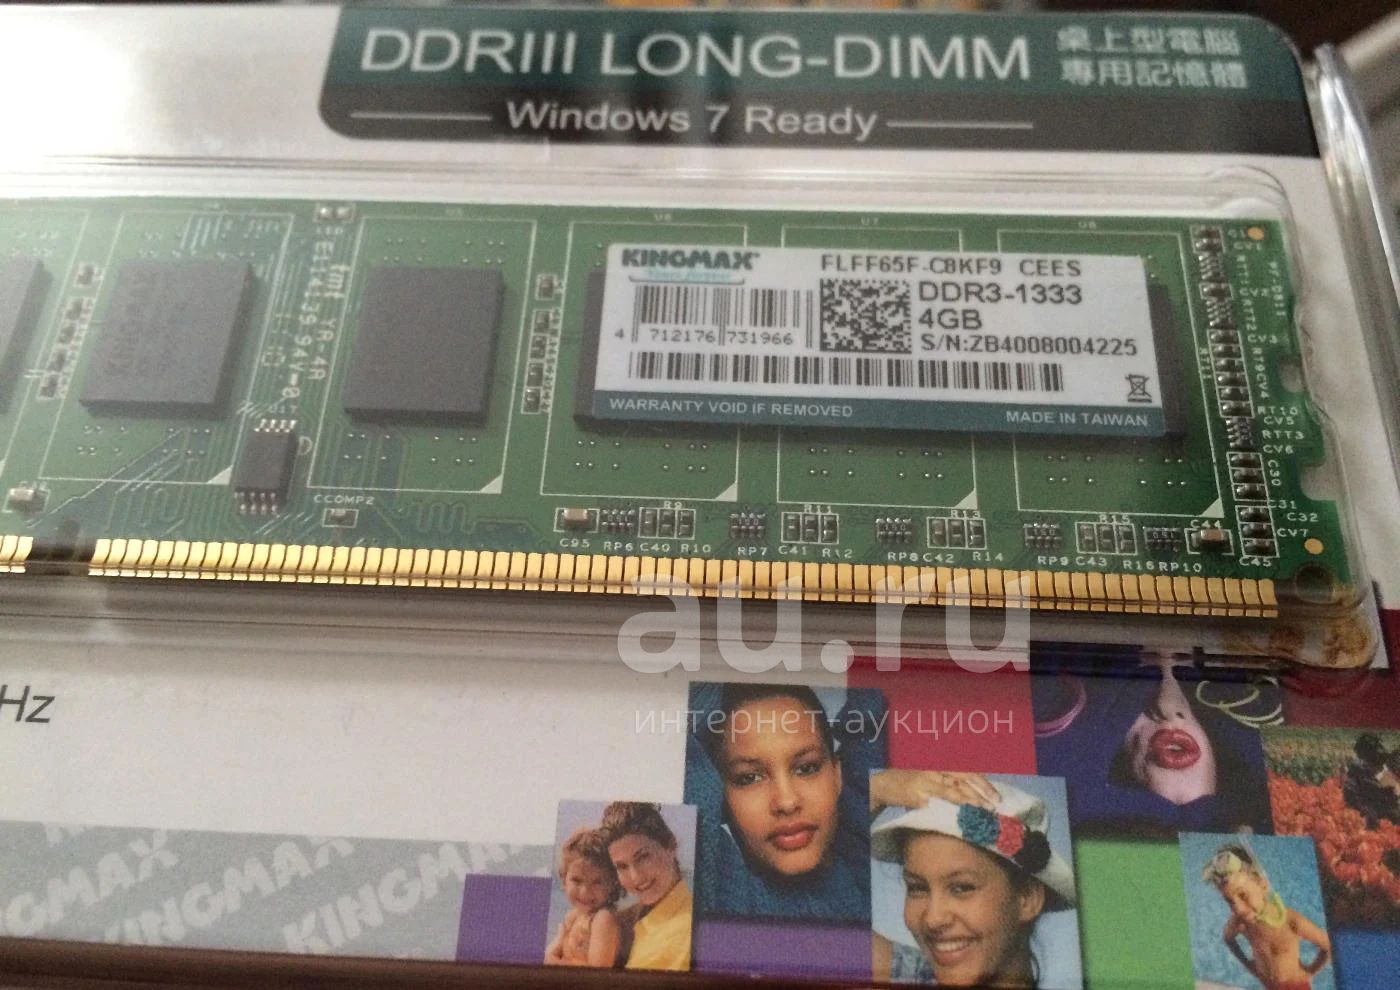 DDRIII LONG-DIMM
桌上型電腦
專用記憶體
Windows 7 Ready
KINGMAX
FLFF65F-C8KF9 CEES
DDR3-1333
4GB
S/N:ZB4008004225
4 712176 731966
WARRANTY VOID IF REMOVED
MADE IN TAIWAN
CCOMP2
C95 RP6 C40 R9 R10 RP7 C41 R11 R12 RP8 C42 R13 R14 RP9 C43 R15 R16 RP10 C44 C45
RT10
CV5
RTT3
CV6
C30
C31
C32
CV7
au.ru
интернет-аукцион
Hz
KINGMAX KINGMAX KINGMAX